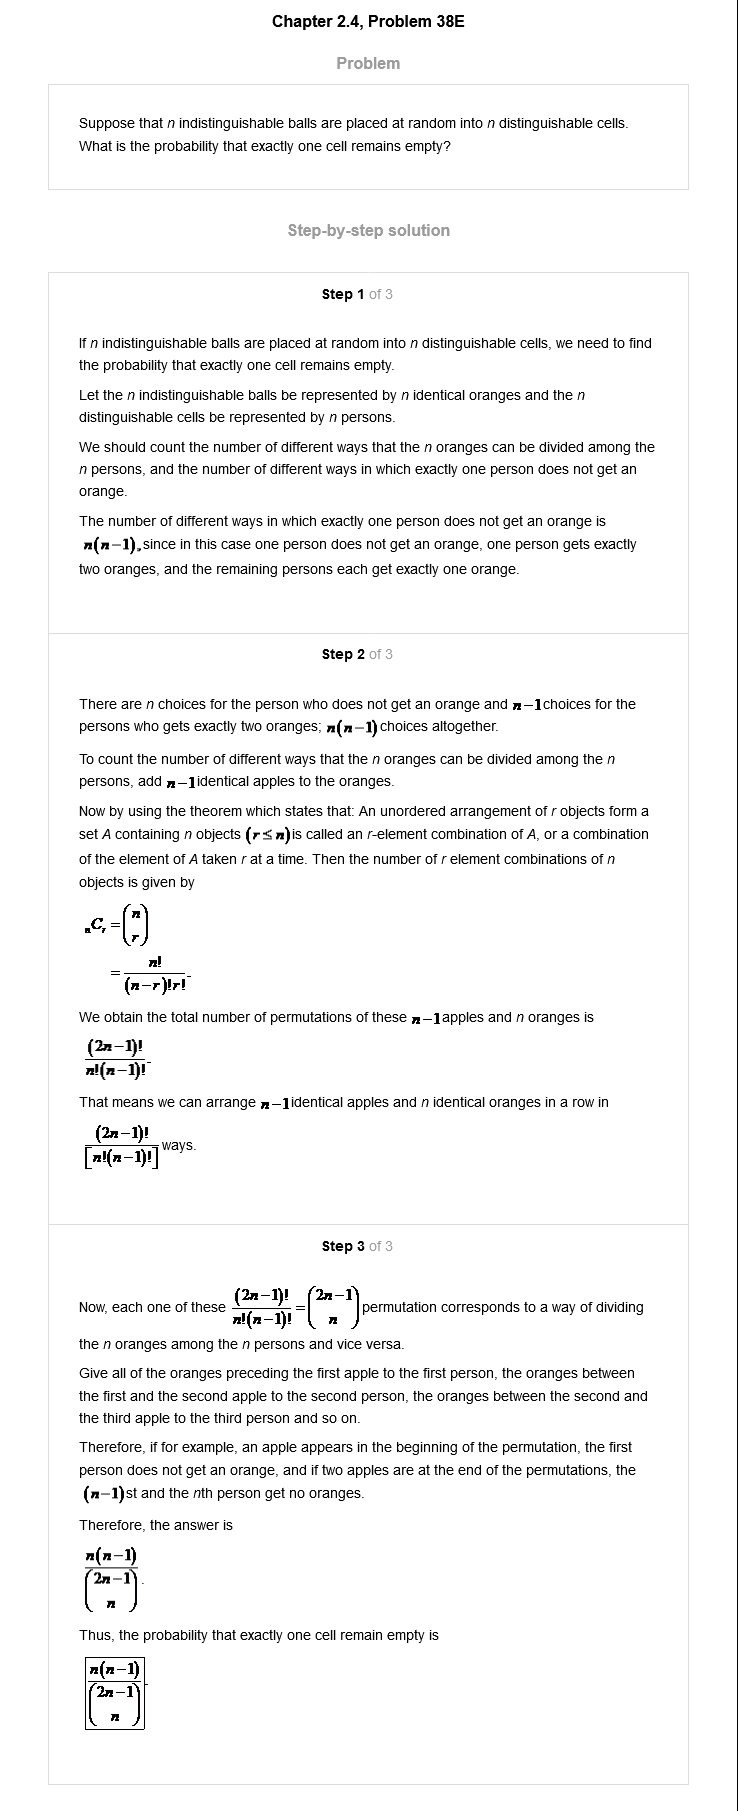 Chapter 2.4, Problem 38E
Problem
Suppose that n indistinguishable balls are placed at random into n distinguishable cells.
What is the probability that exactly one cell remains empty?
Step-by-step solution
Step 1 of 3
If n indistinguishable balls are placed at random into n distinguishable cells, we need to find
the probability that exactly one cell remains empty.
Let the n indistinguishable balls be represented by n identical oranges and the n
distinguishable cells be represented by n persons.
We should count the number of different ways that the n oranges can be divided among the
n persons, and the number of different ways in which exactly one person does not get an
orange.
The number of different ways in which exactly one person does not get an orange is
n(n−1), since in this case one person does not get an orange, one person gets exactly
two oranges, and the remaining persons each get exactly one orange.
Step 2 of 3
There are n choices for the person who does not get an orange and n−1 choices for the
persons who gets exactly two oranges; n(n−1) choices altogether.
To count the number of different ways that the n oranges can be divided among the n
persons, add n−1 identical apples to the oranges.
Now by using the theorem which states that: An unordered arrangement of r objects form a
set A containing n objects (r ≤ n) is called an r-element combination of A, or a combination
of the element of A taken r at a time. Then the number of r element combinations of n
objects is given by
nCr = (n r)
= n! / (n−r)!r!.
We obtain the total number of permutations of these n−1 apples and n oranges is
(2n−1)! / n!(n−1)!.
That means we can arrange n−1 identical apples and n identical oranges in a row in
(2n−1)! / [n!(n−1)!] ways.
Step 3 of 3
Now, each one of these (2n−1)! / n!(n−1)! = (2n−1 n) permutation corresponds to a way of dividing
the n oranges among the n persons and vice versa.
Give all of the oranges preceding the first apple to the first person, the oranges between
the first and the second apple to the second person, the oranges between the second and
the third apple to the third person and so on.
Therefore, if for example, an apple appears in the beginning of the permutation, the first
person does not get an orange, and if two apples are at the end of the permutations, the
(n−1)st and the nth person get no oranges.
Therefore, the answer is
n(n−1) / (2n−1 n).
Thus, the probability that exactly one cell remain empty is
n(n−1) / (2n−1 n).